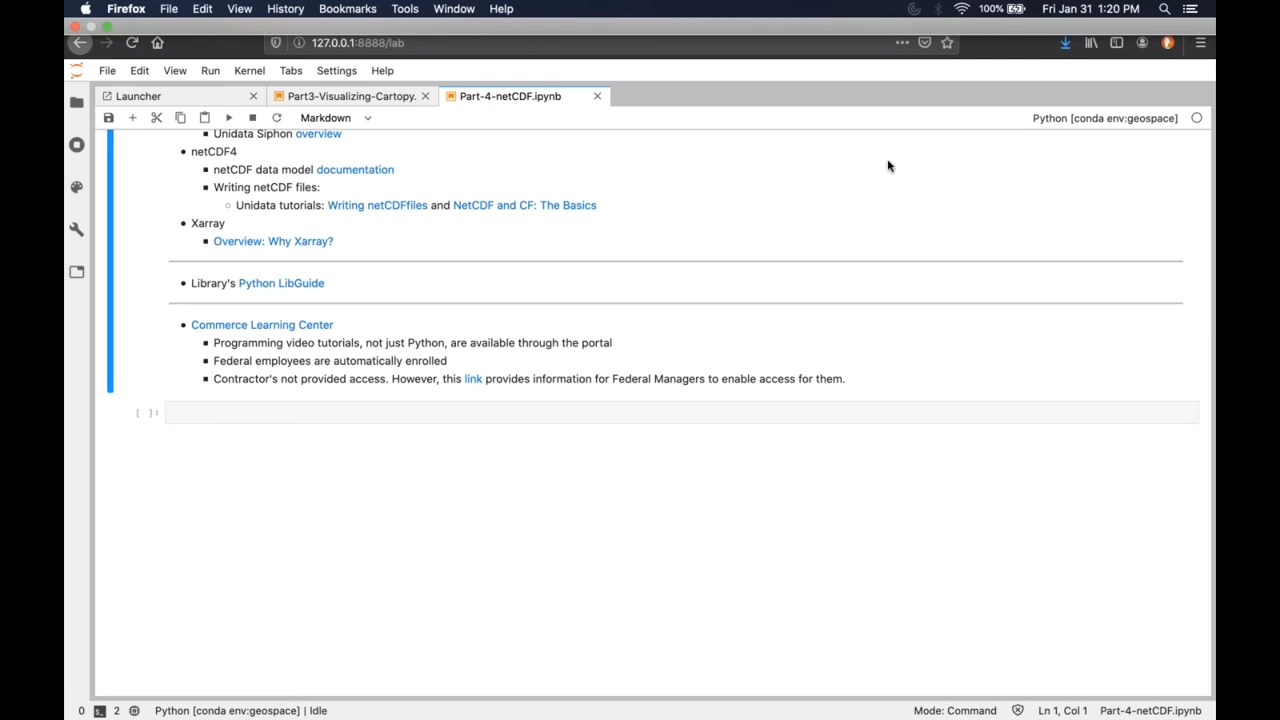 Firefox File Edit View History Bookmarks Tools Window Help 100% Fri Jan 31 1:20 PM
127.0.0.1:8888/lab
File Edit View Run Kernel Tabs Settings Help
Launcher Part3-Visualizing-Cartopy. Part-4-netCDF.ipynb
Markdown Python [conda env:geospace]
Unidata Siphon overview
netCDF4
netCDF data model documentation
Writing netCDF files:
Unidata tutorials: Writing netCDFfiles and NetCDF and CF: The Basics
Xarray
Overview: Why Xarray?
Library's Python LibGuide
Commerce Learning Center
Programming video tutorials, not just Python, are available through the portal
Federal employees are automatically enrolled
Contractor's not provided access. However, this link provides information for Federal Managers to enable access for them.
[ ]:
0 2 Python [conda env:geospace] | Idle Mode: Command Ln 1, Col 1 Part-4-netCDF.ipynb